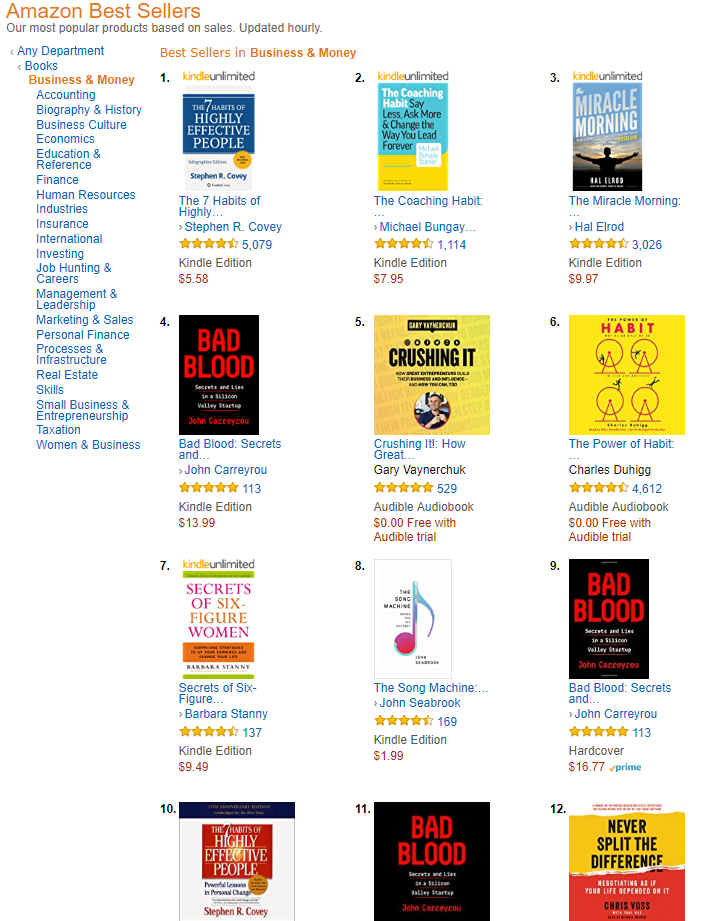 Amazon Best Sellers
Our most popular products based on sales. Updated hourly.
‹ Any Department
‹ Books
Business & Money
Accounting
Biography & History
Business Culture
Economics
Education &
Reference
Finance
Human Resources
Industries
Insurance
International
Investing
Job Hunting &
Careers
Management &
Leadership
Marketing & Sales
Personal Finance
Processes &
Infrastructure
Real Estate
Skills
Small Business &
Entrepreneurship
Taxation
Women & Business
Best Sellers in Business & Money
1.
kindleunlimited
THE 7 HABITS OF
HIGHLY
EFFECTIVE
PEOPLE
Infographics Edition
Stephen R. Covey
The 7 Habits of
Highly…
› Stephen R. Covey
5,079
Kindle Edition
$5.58
2.
kindleunlimited
The Coaching
Habit Say
Less, Ask More
& Change the
Way You Lead
Forever
Michael
Bungay
Stanier
The Coaching Habit:
…
› Michael Bungay…
1,114
Kindle Edition
$7.95
3.
kindleunlimited
the
MIRACLE
MORNING
HAL ELROD
The Miracle Morning:
…
› Hal Elrod
3,026
Kindle Edition
$9.97
4.
BAD
BLOOD
Secrets and Lies
in a Silicon
Valley Startup
John Carreyrou
Bad Blood: Secrets
and…
› John Carreyrou
113
Kindle Edition
$13.99
5.
GARY VAYNERCHUK
CRUSHING IT!
HOW GREAT ENTREPRENEURS BUILD
THEIR BUSINESS AND INFLUENCE—
AND HOW YOU CAN, TOO
Crushing It!: How
Great…
Gary Vaynerchuk
529
Audible Audiobook
$0.00 Free with
Audible trial
6.
THE POWER OF
HABIT
Charles Duhigg
The Power of Habit:
…
Charles Duhigg
4,612
Audible Audiobook
$0.00 Free with
Audible trial
7.
kindleunlimited
SECRETS
OF SIX-
FIGURE
WOMEN
SURPRISING STRATEGIES
TO UP YOUR EARNINGS AND
CHANGE YOUR LIFE
BARBARA STANNY
Secrets of Six-
Figure…
› Barbara Stanny
137
Kindle Edition
$9.49
8.
THE
SONG
MACHINE
INSIDE
THE HIT
FACTORY
JOHN
SEABROOK
The Song Machine:…
› John Seabrook
169
Kindle Edition
$1.99
9.
BAD
BLOOD
Secrets and Lies
in a Silicon
Valley Startup
John Carreyrou
Bad Blood: Secrets
and…
› John Carreyrou
113
Hardcover
$16.77 prime
10.
THE 7 HABITS OF
HIGHLY
EFFECTIVE
PEOPLE
Powerful Lessons
in Personal Change
Stephen R. Covey
11.
BAD
BLOOD
Secrets and Lies
in a Silicon
Valley Startup
John Carreyrou
12.
NEVER
SPLIT THE
DIFFERENCE
NEGOTIATING AS IF
YOUR LIFE DEPENDED ON IT
CHRIS VOSS